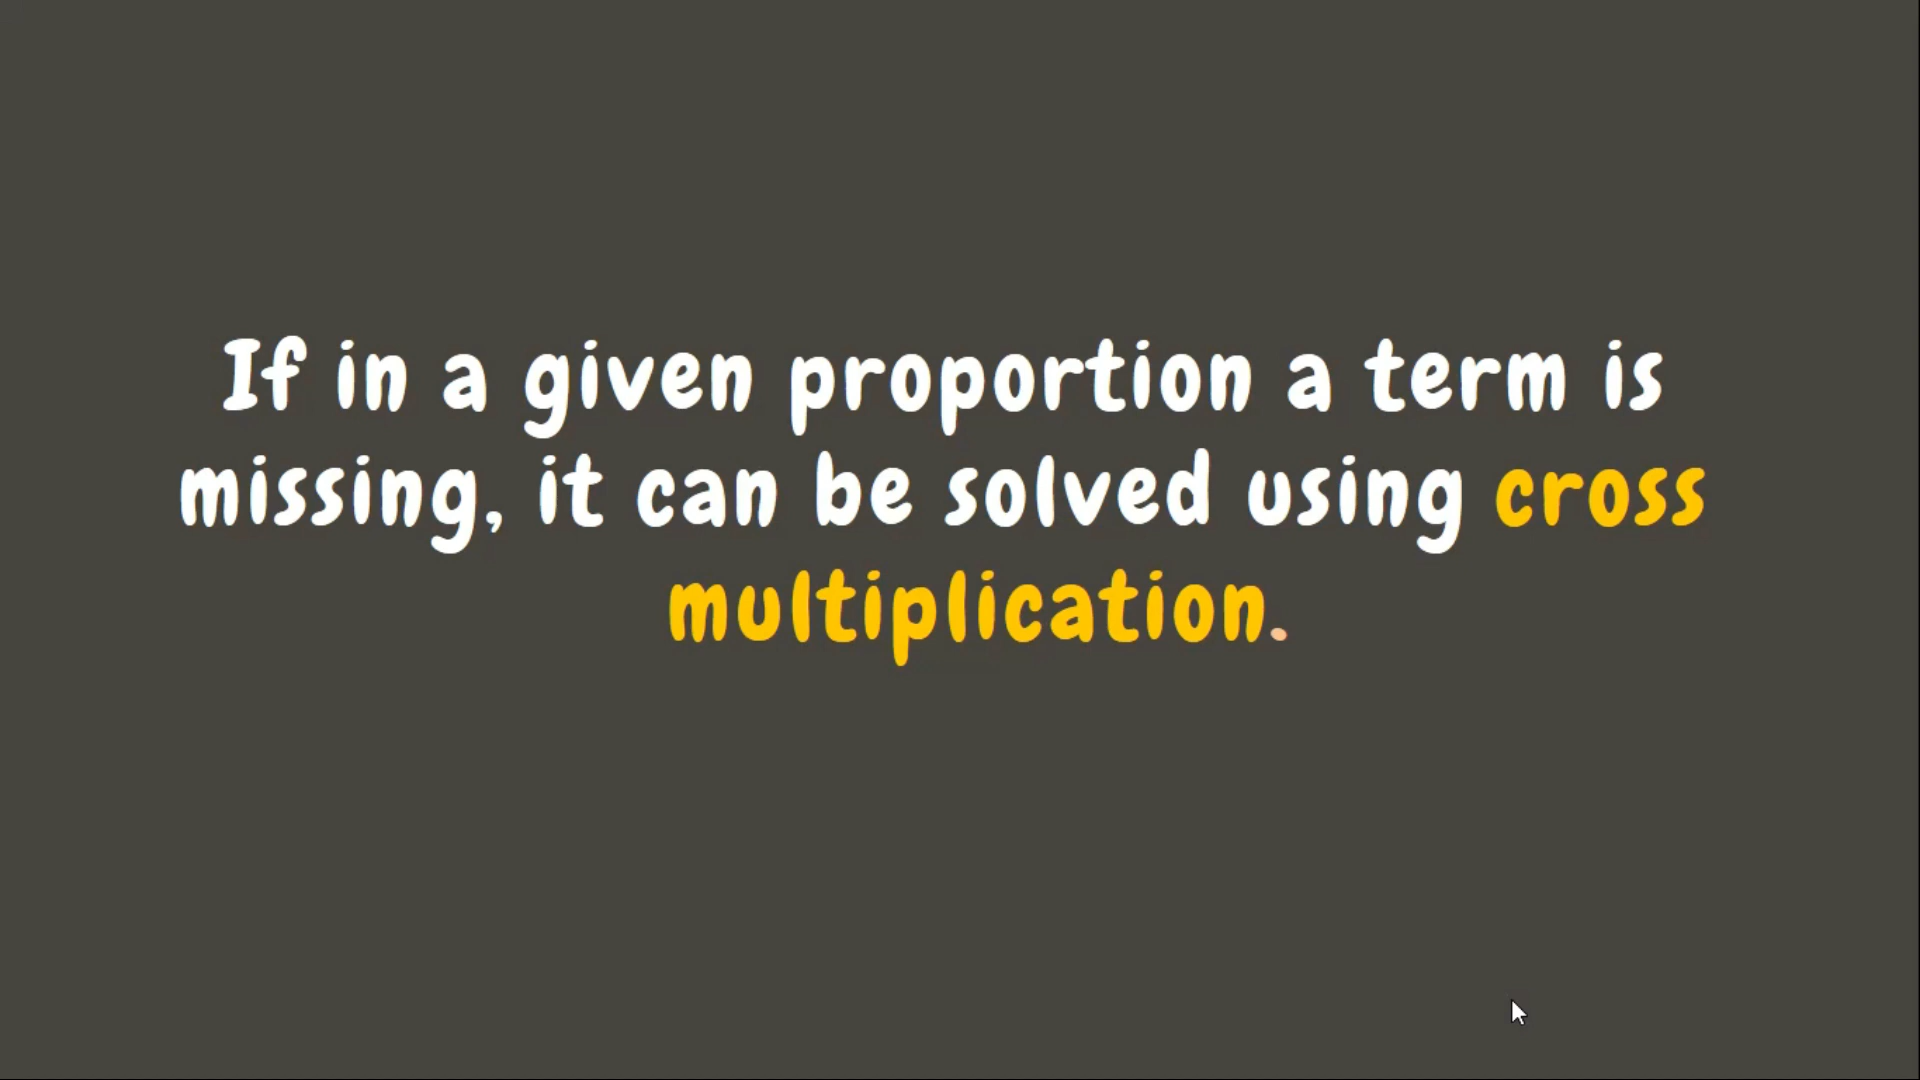 If in a given proportion a term is
missing, it can be solved using cross
multiplication.